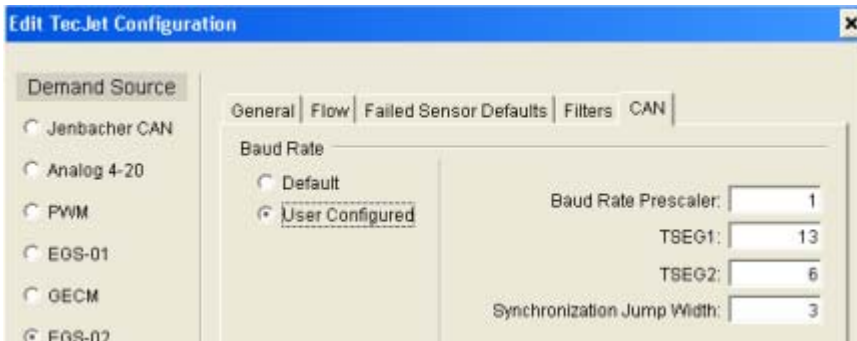 Edit TecJet Configuration
Demand Source
Jenbacher CAN
Analog 4-20
PWM
EGS-01
GECM
EGS-02
General Flow Failed Sensor Defaults Filters CAN
Baud Rate
Default
User Configured
Baud Rate Prescaler: 1
TSEG1: 13
TSEG2: 6
Synchronization Jump Width: 3